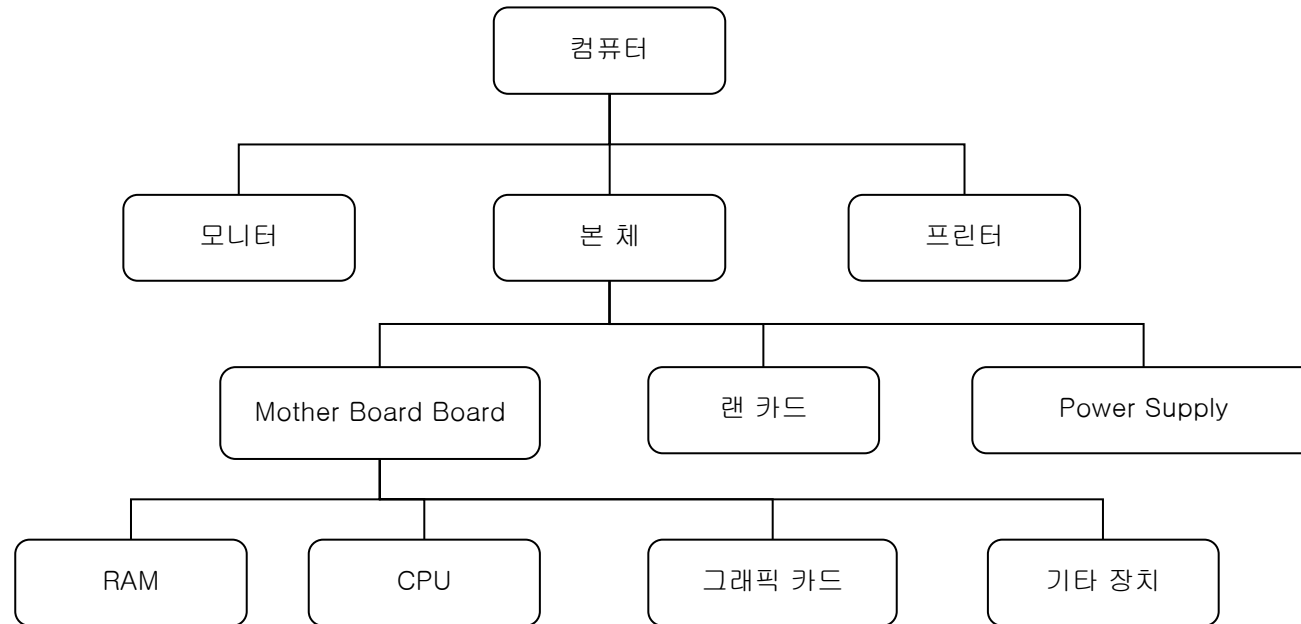 컴퓨터
모니터
본 체
프린터
Mother Board Board
랜 카드
Power Supply
RAM
CPU
그래픽 카드
기타 장치